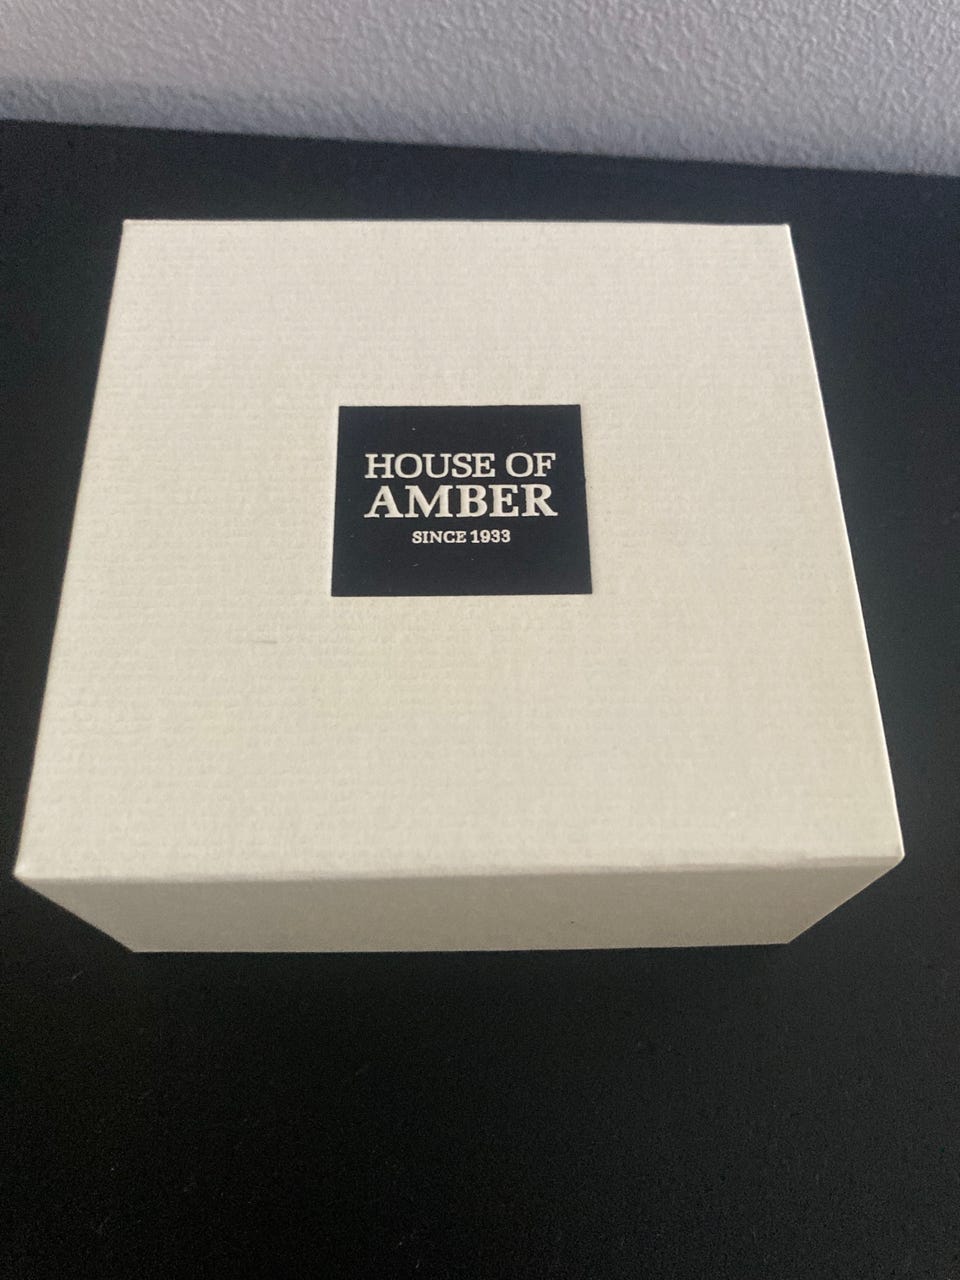 HOUSE OF
AMBER
SINCE 1933